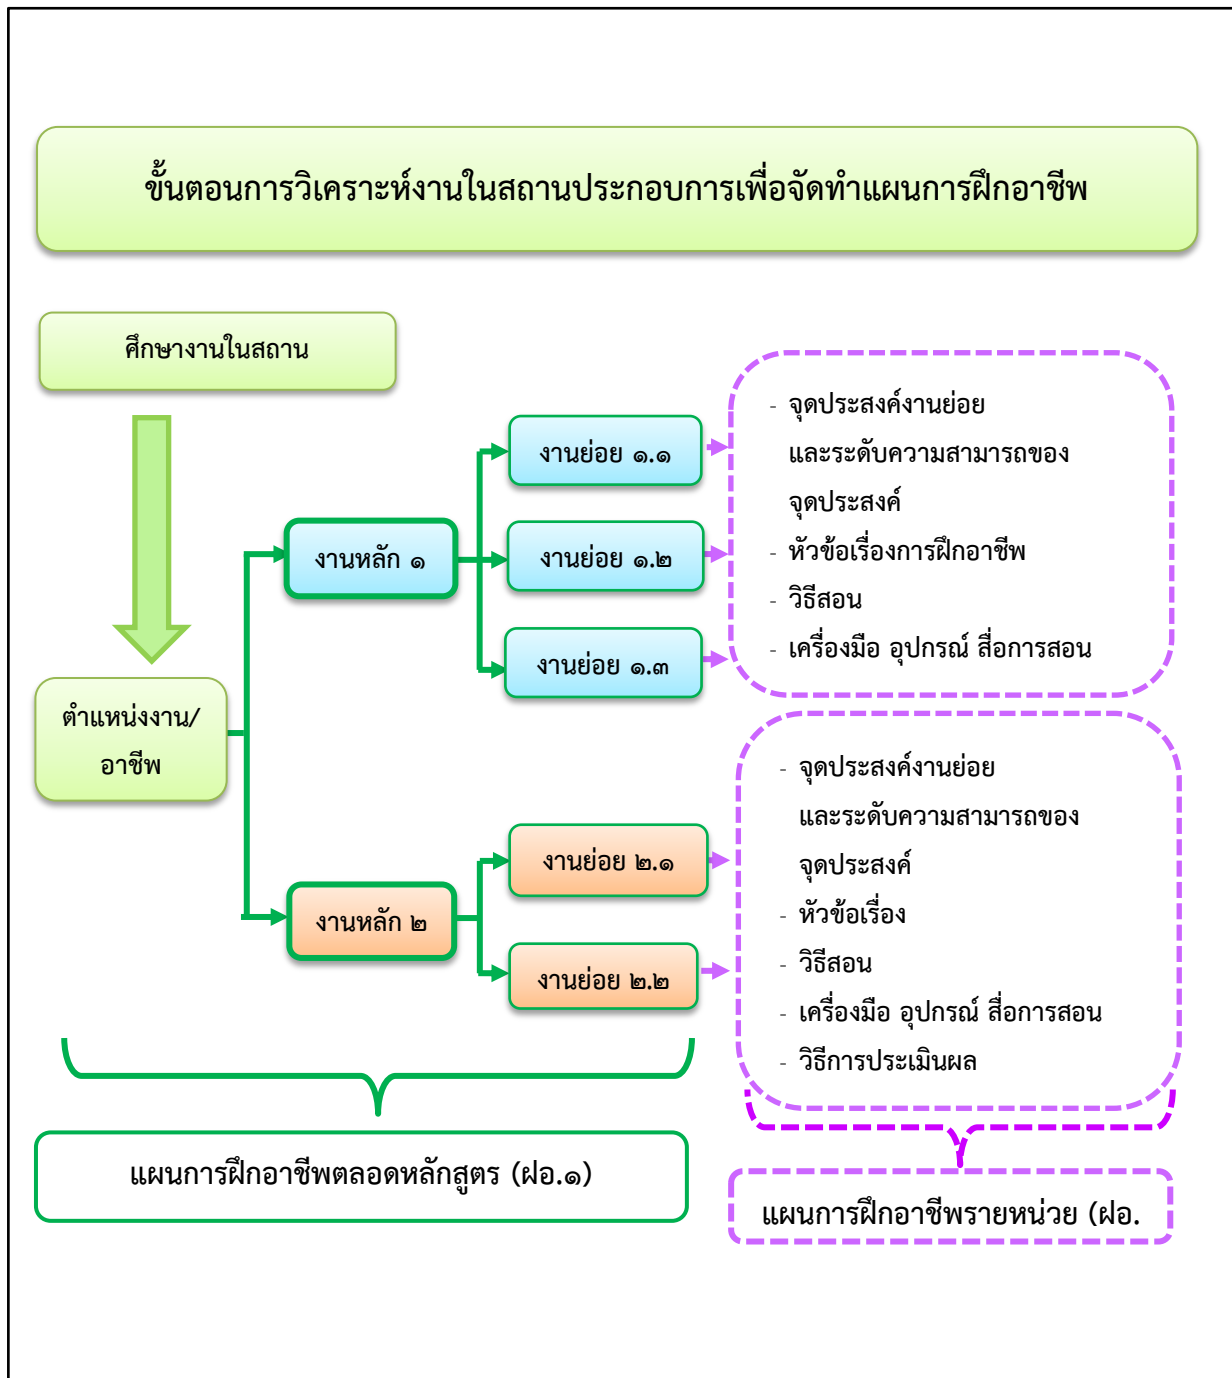 ขั้นตอนการวิเคราะห์งานในสถานประกอบการเพื่อจัดทำแผนการฝึกอาชีพ
ศึกษางานในสถาน
ตำแหน่งงาน/
อาชีพ
งานหลัก ๑
งานย่อย ๑.๑
งานย่อย ๑.๒
งานย่อย ๑.๓
- จุดประสงค์งานย่อย
และระดับความสามารถของ
จุดประสงค์
- หัวข้อเรื่องการฝึกอาชีพ
- วิธีสอน
- เครื่องมือ อุปกรณ์ สื่อการสอน
งานหลัก ๒
งานย่อย ๒.๑
งานย่อย ๒.๒
- จุดประสงค์งานย่อย
และระดับความสามารถของ
จุดประสงค์
- หัวข้อเรื่อง
- วิธีสอน
- เครื่องมือ อุปกรณ์ สื่อการสอน
- วิธีการประเมินผล
แผนการฝึกอาชีพตลอดหลักสูตร (ฝอ.๑)
แผนการฝึกอาชีพรายหน่วย (ฝอ.